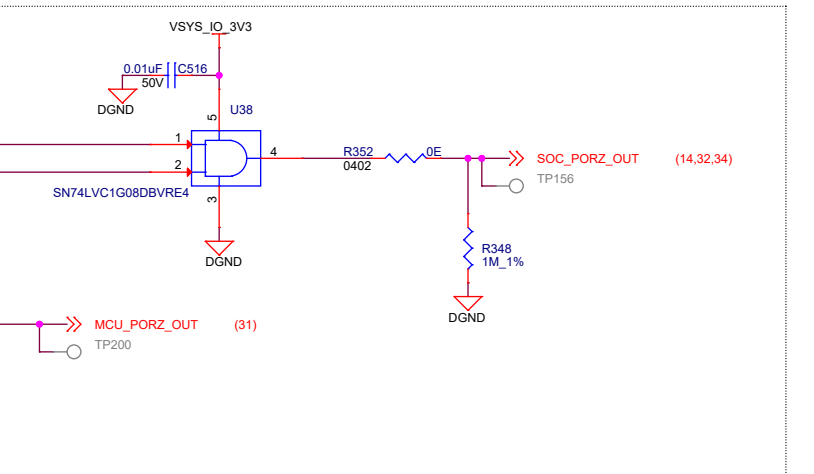 VSYS_IO_3V3
0.01uF C516
50V
DGND
5
U38
1
2
4
3
SN74LVC1G08DBVRE4
DGND
R352 0E
0402
SOC_PORZ_OUT (14,32,34)
TP156
R348
1M_1%
DGND
MCU_PORZ_OUT (31)
TP200